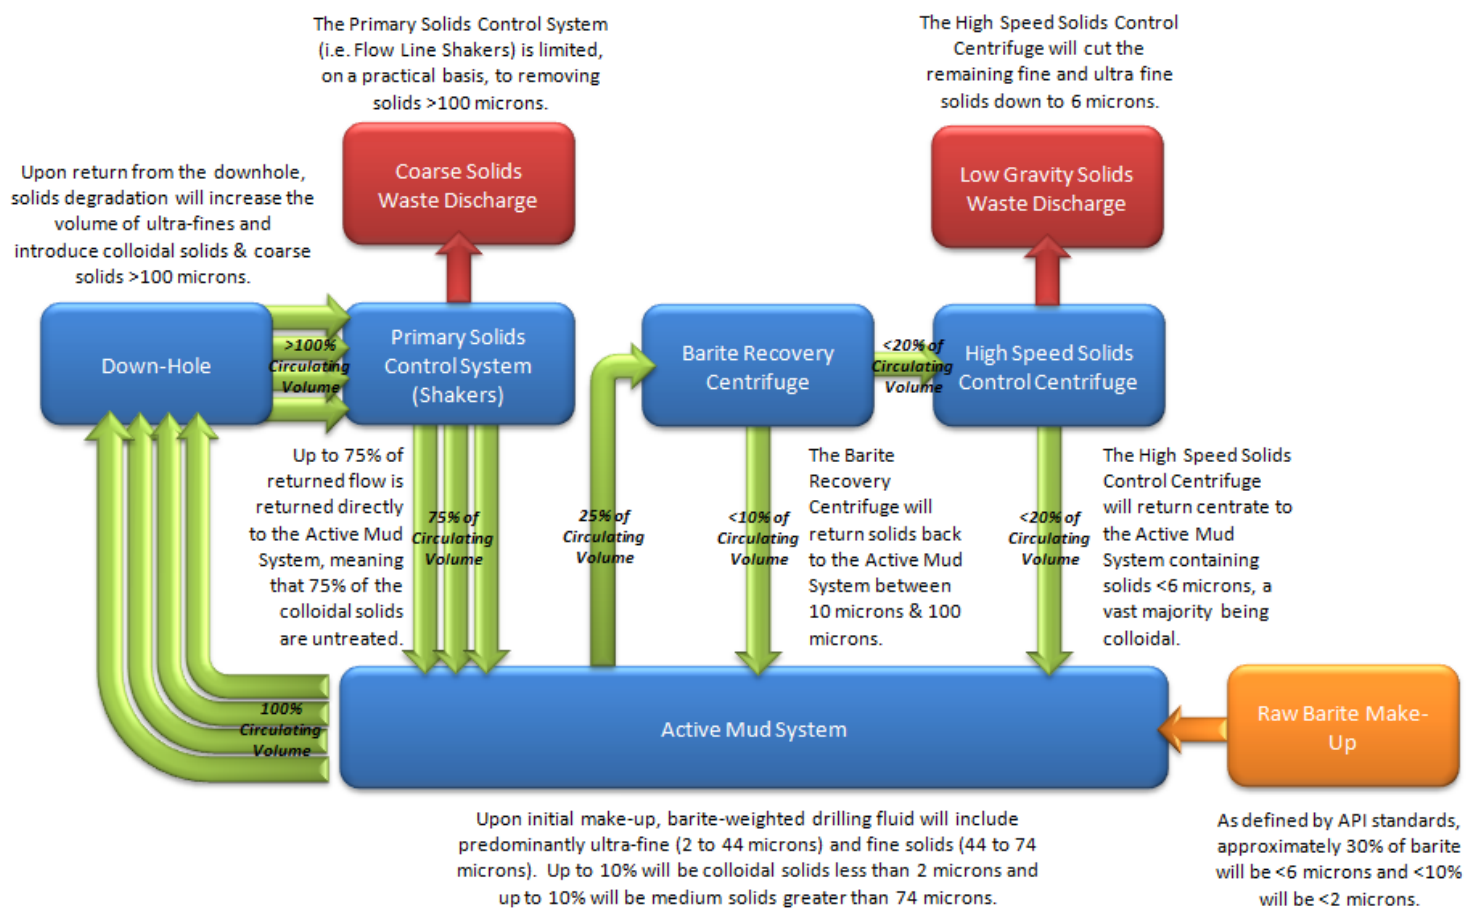 The Primary Solids Control System
(i.e. Flow Line Shakers) is limited,
on a practical basis, to removing
solids >100 microns.
The High Speed Solids Control
Centrifuge will cut the
remaining fine and ultra fine
solids down to 6 microns.
Coarse Solids
Waste Discharge
Low Gravity Solids
Waste Discharge
Upon return from the downhole,
solids degradation will increase the
volume of ultra-fines and
introduce colloidal solids & coarse
solids >100 microns.
Down-Hole
>100%
Circulating
Volume
Primary Solids
Control System
(Shakers)
Barite Recovery
Centrifuge
<20% of
Circulating
Volume
High Speed Solids
Control Centrifuge
Up to 75% of
returned flow is
returned directly
to the Active Mud
System, meaning
that 75% of the
colloidal solids
are untreated.
75% of
Circulating
Volume
25% of
Circulating
Volume
<10% of
Circulating
Volume
The Barite
Recovery
Centrifuge will
return solids back
to the Active Mud
System between
10 microns & 100
microns.
<20% of
Circulating
Volume
The High Speed Solids
Control Centrifuge
will return centrate to
the Active Mud
System containing
solids <6 microns, a
vast majority being
colloidal.
100%
Circulating
Volume
Active Mud System
Raw Barite Make-
Up
Upon initial make-up, barite-weighted drilling fluid will include
predominantly ultra-fine (2 to 44 microns) and fine solids (44 to 74
microns). Up to 10% will be colloidal solids less than 2 microns and
up to 10% will be medium solids greater than 74 microns.
As defined by API standards,
approximately 30% of barite
will be <6 microns and <10%
will be <2 microns.